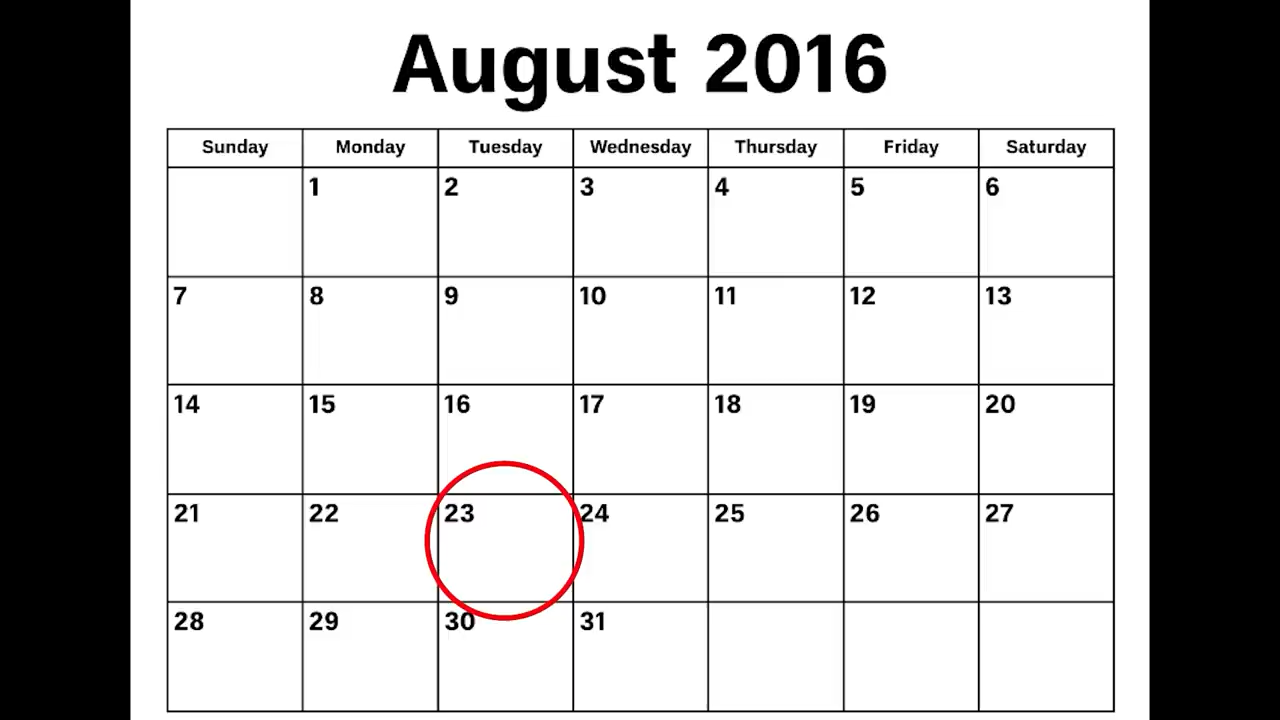 August 2016
Sunday Monday Tuesday Wednesday Thursday Friday Saturday
1 2 3 4 5 6
7 8 9 10 11 12 13
14 15 16 17 18 19 20
21 22 23 24 25 26 27
28 29 30 31